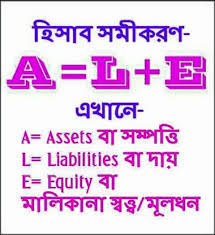 হিসাব সমীকরণ-
A=L+E
এখানে-
A= Assets বা সম্পত্তি
L= Liabilities বা দায়
E= Equity বা
মালিকানা স্বত্ব/মূলধন